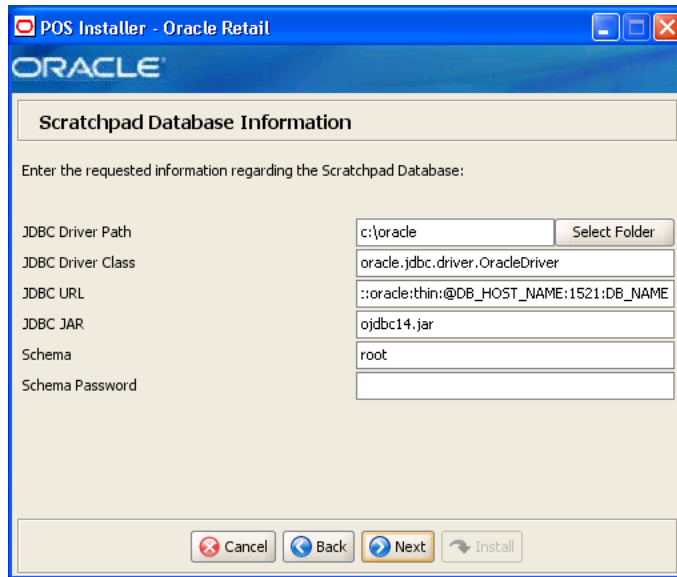 POS Installer - Oracle Retail
ORACLE
Scratchpad Database Information
Enter the requested information regarding the Scratchpad Database:
JDBC Driver Path c:\oracle Select Folder
JDBC Driver Class oracle.jdbc.driver.OracleDriver
JDBC URL ::oracle:thin:@DB_HOST_NAME:1521:DB_NAME
JDBC JAR ojdbc14.jar
Schema root
Schema Password
Cancel Back Next Install